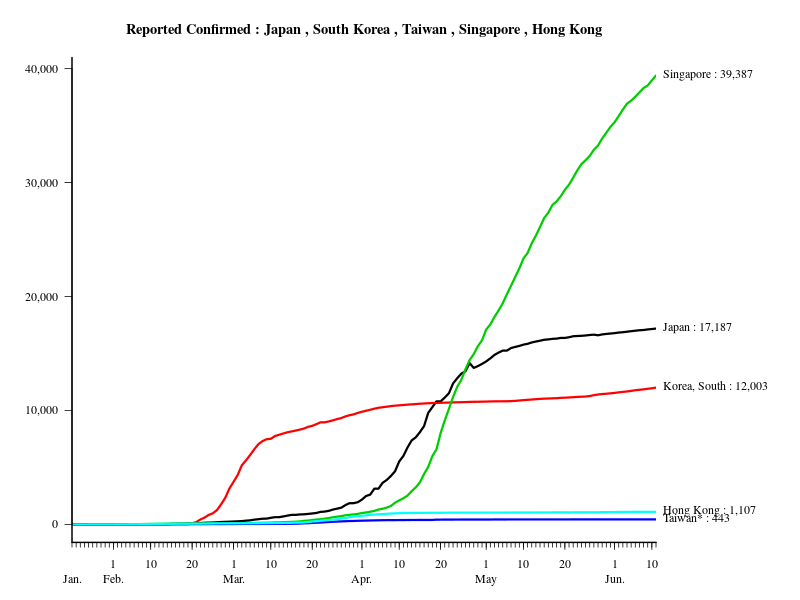 Reported Confirmed : Japan , South Korea , Taiwan , Singapore , Hong Kong
40,000
30,000
20,000
10,000
0
Singapore : 39,387
Japan : 17,187
Korea, South : 12,003
Hong Kong : 1,107
Taiwan* : 443
1 10 20 1 10 20 1 10 20 1 10 20 1 10
Jan. Feb. Mar. Apr. May Jun.